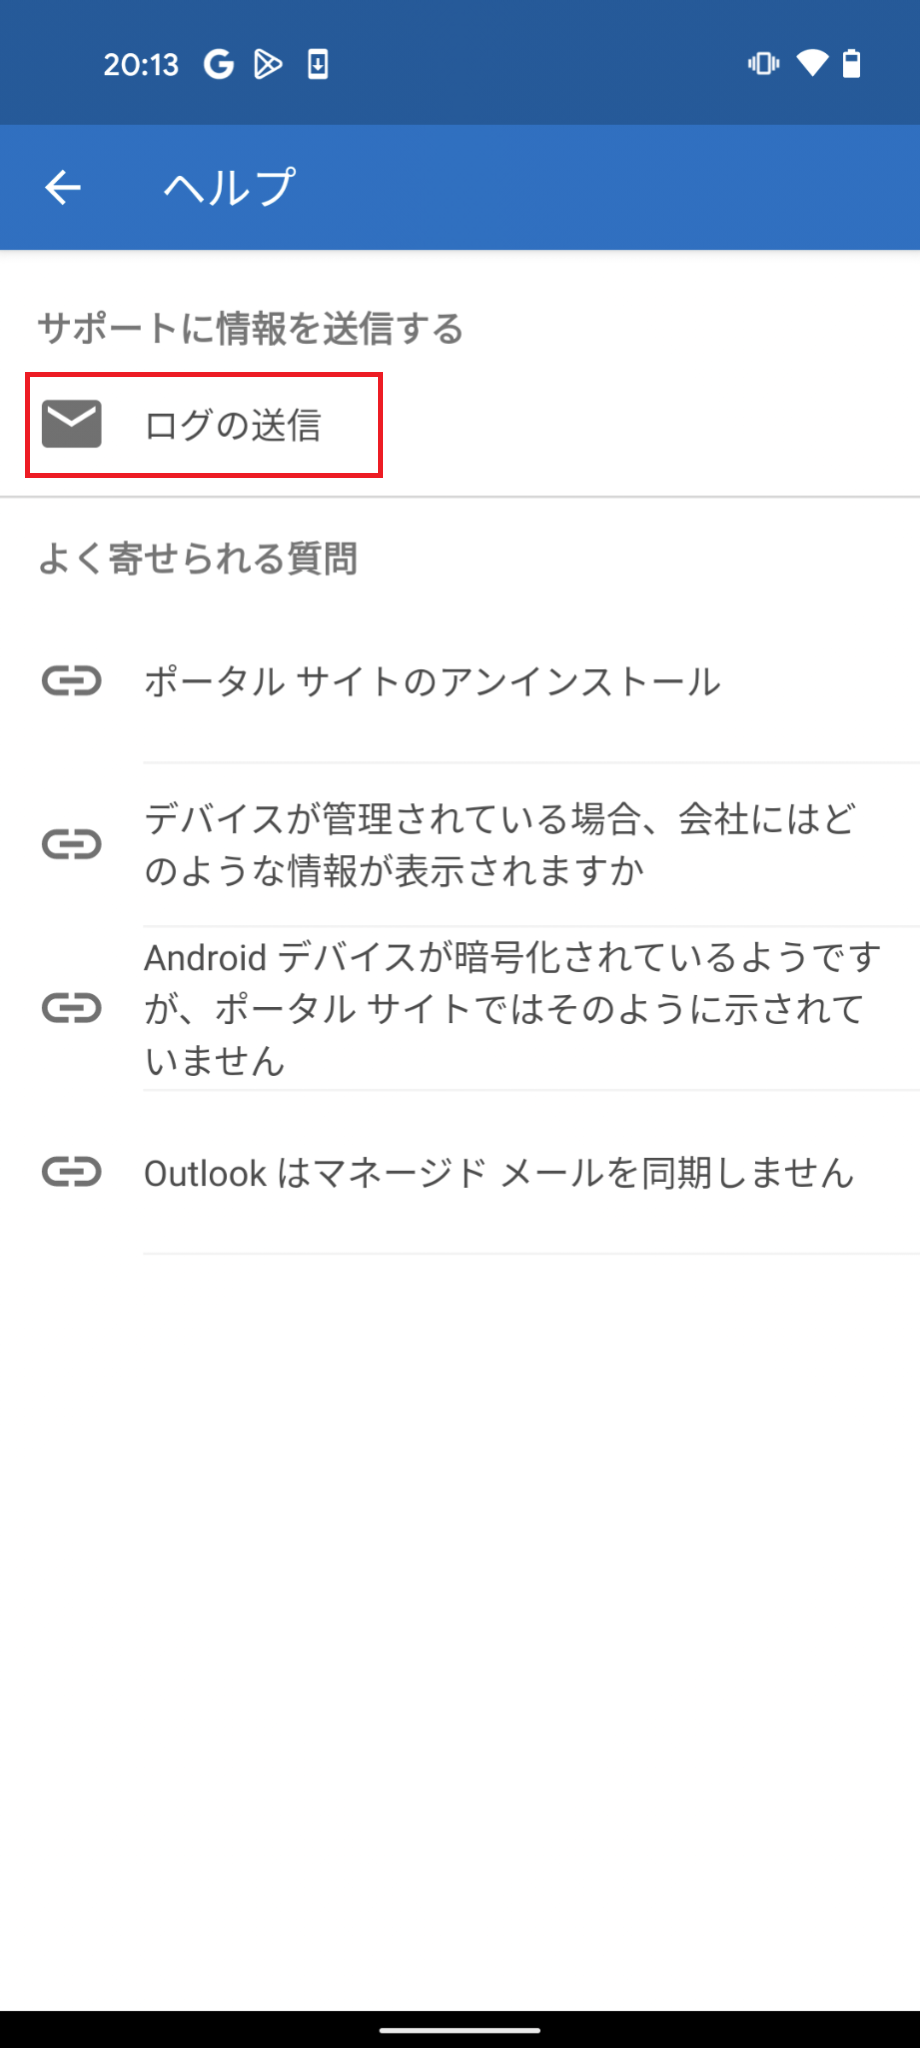 20:13
ヘルプ
サポートに情報を送信する
ログの送信
よく寄せられる質問
ポータル サイトのアンインストール
デバイスが管理されている場合、会社にはど
のような情報が表示されますか
Android デバイスが暗号化されているようです
が、ポータル サイトではそのように示されて
いません
Outlook はマネージド メールを同期しません